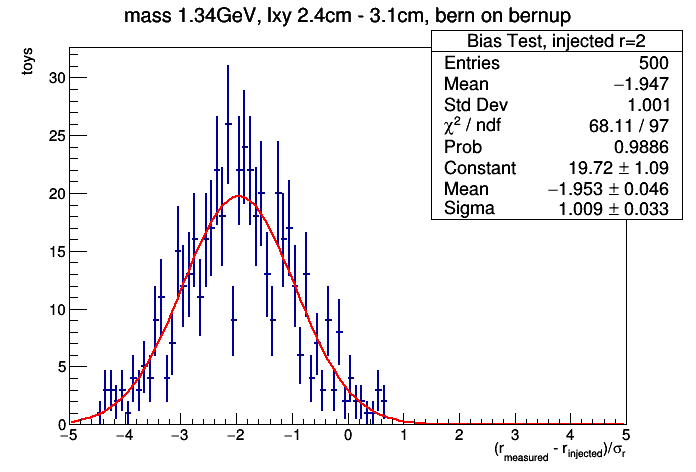 mass 1.34GeV, lxy 2.4cm - 3.1cm, bern on bernup
toys
Bias Test, injected r=2
Entries 500
Mean −1.947
Std Dev 1.001
χ² / ndf 68.11 / 97
Prob 0.9886
Constant 19.72 ± 1.09
Mean −1.953 ± 0.046
Sigma 1.009 ± 0.033
30
25
20
15
10
5
0
−5 −4 −3 −2 −1 0 1 2 3 4 5
(r_measured - r_injected)/σ_r